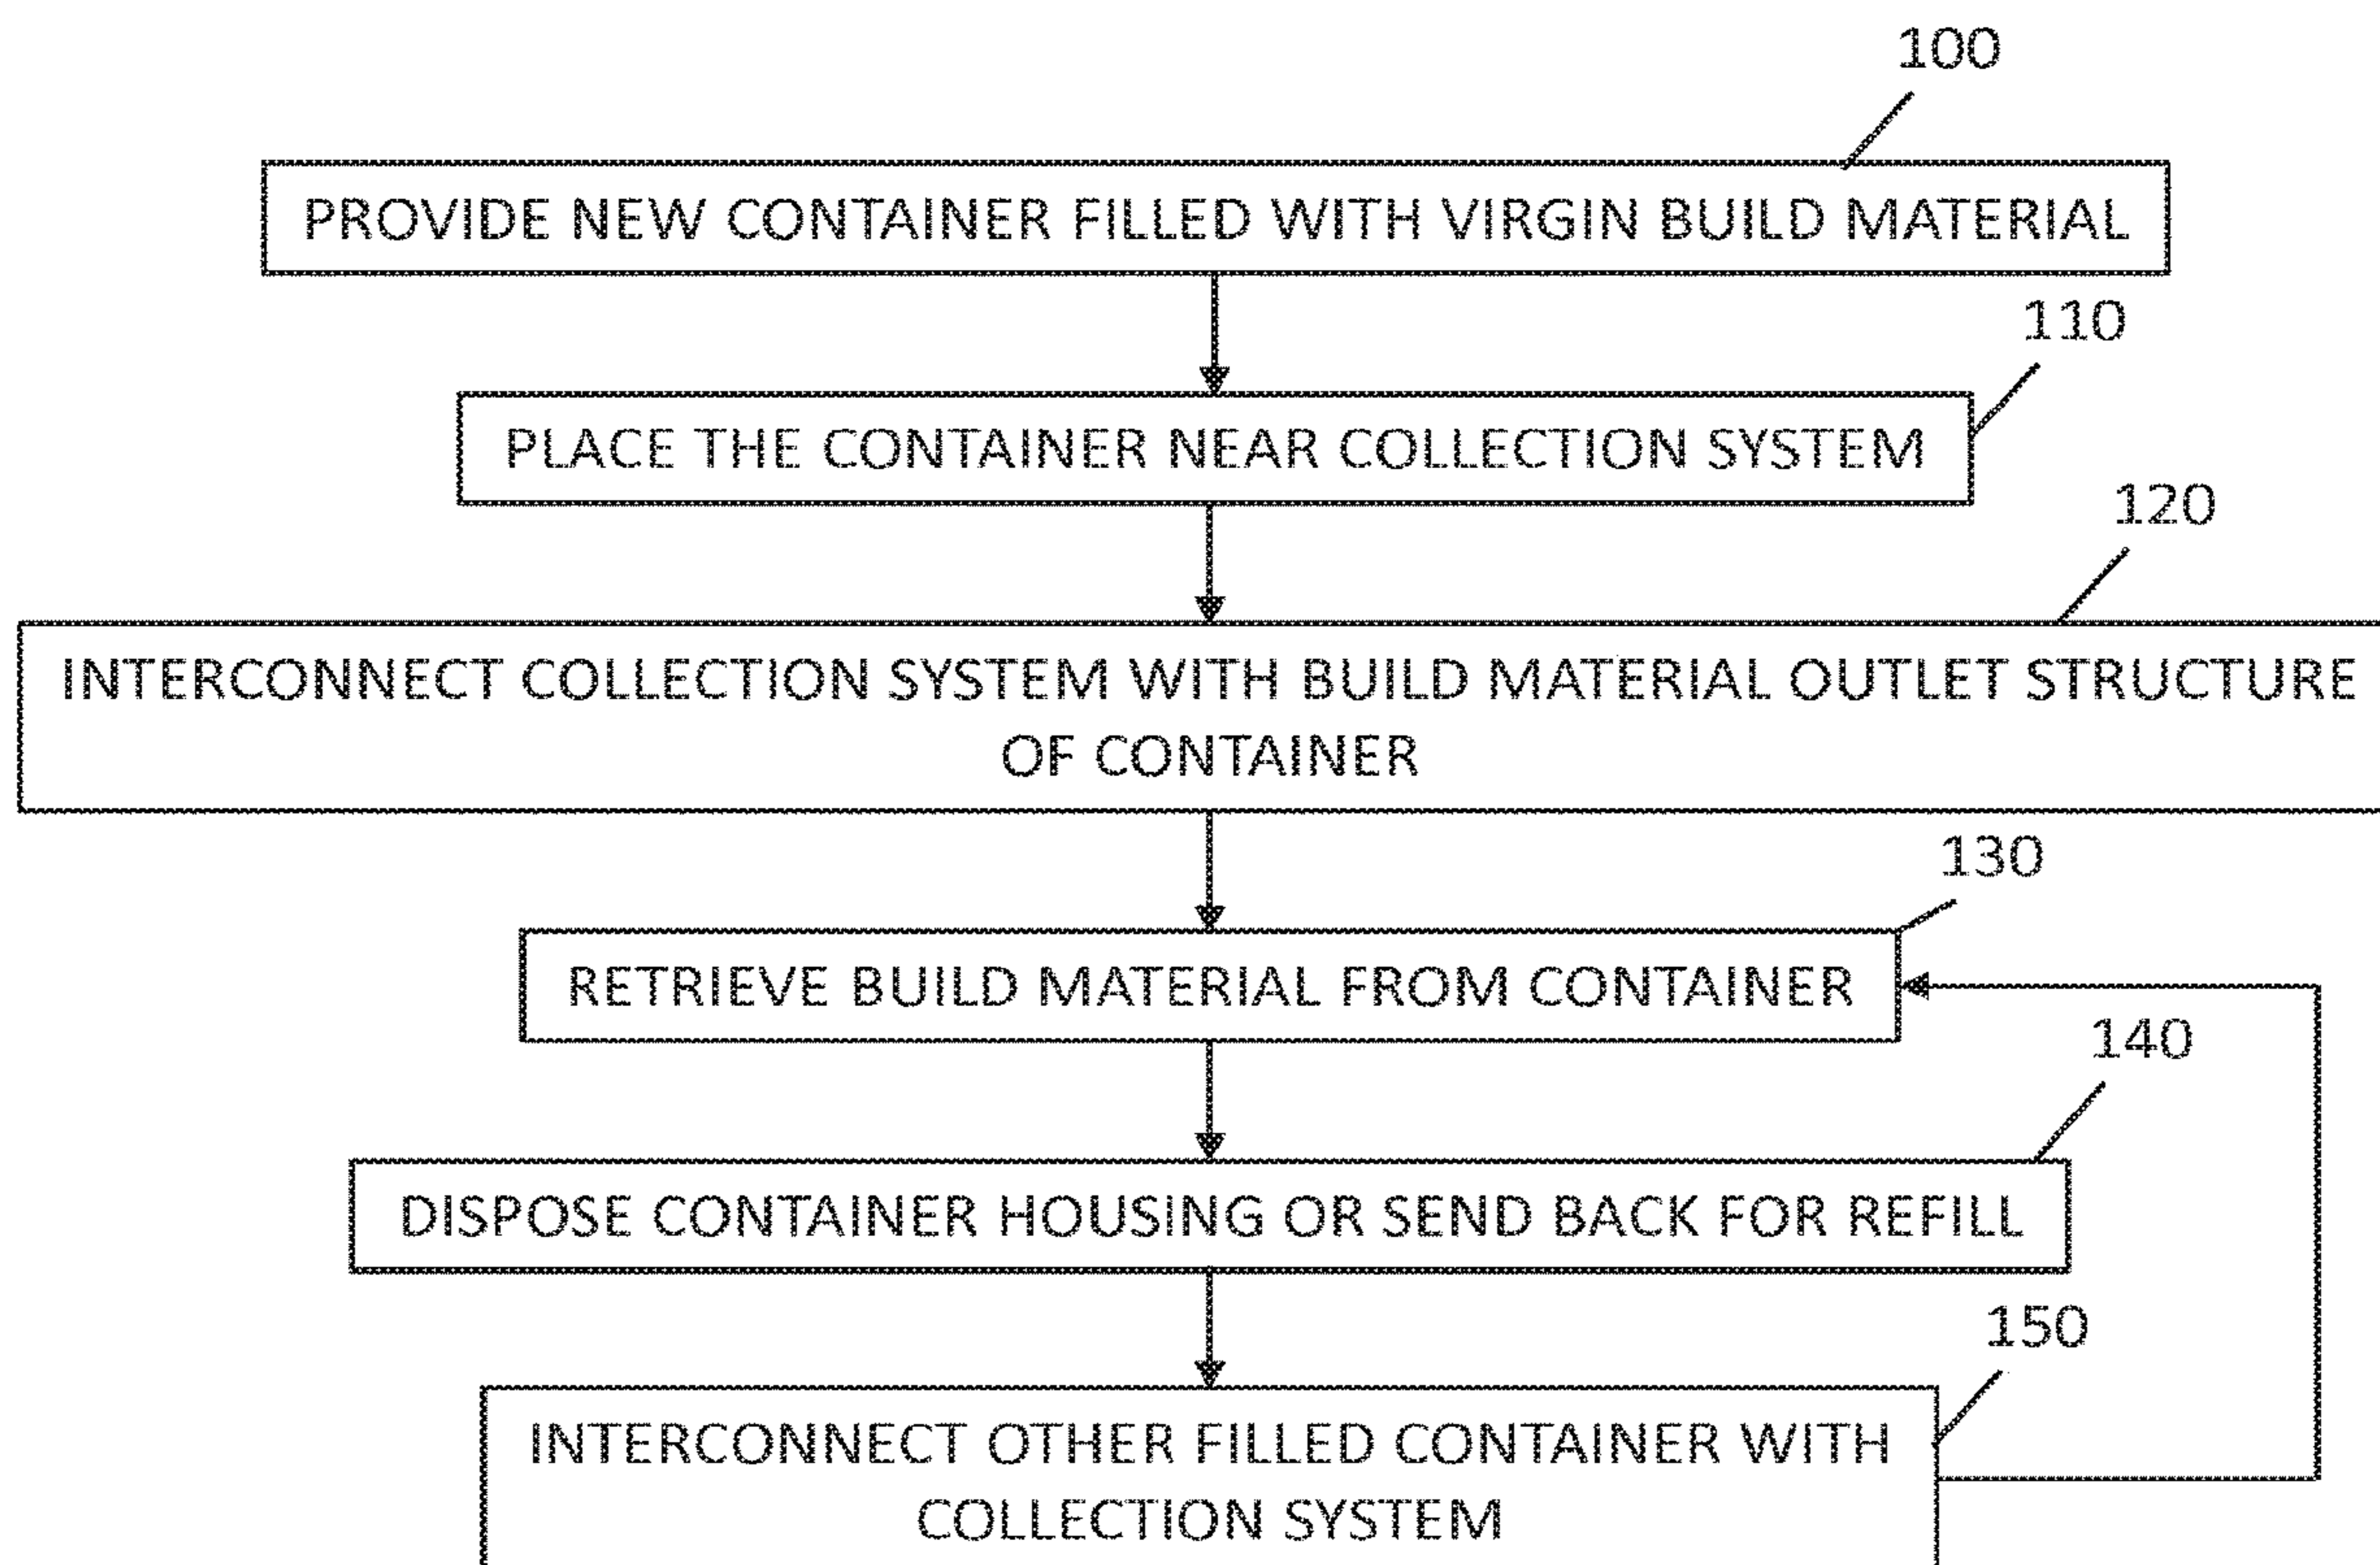 100
PROVIDE NEW CONTAINER FILLED WITH VIRGIN BUILD MATERIAL
110
PLACE THE CONTAINER NEAR COLLECTION SYSTEM
120
INTERCONNECT COLLECTION SYSTEM WITH BUILD MATERIAL OUTLET STRUCTURE
OF CONTAINER
130
RETRIEVE BUILD MATERIAL FROM CONTAINER
140
DISPOSE CONTAINER HOUSING OR SEND BACK FOR REFILL
150
INTERCONNECT OTHER FILLED CONTAINER WITH
COLLECTION SYSTEM